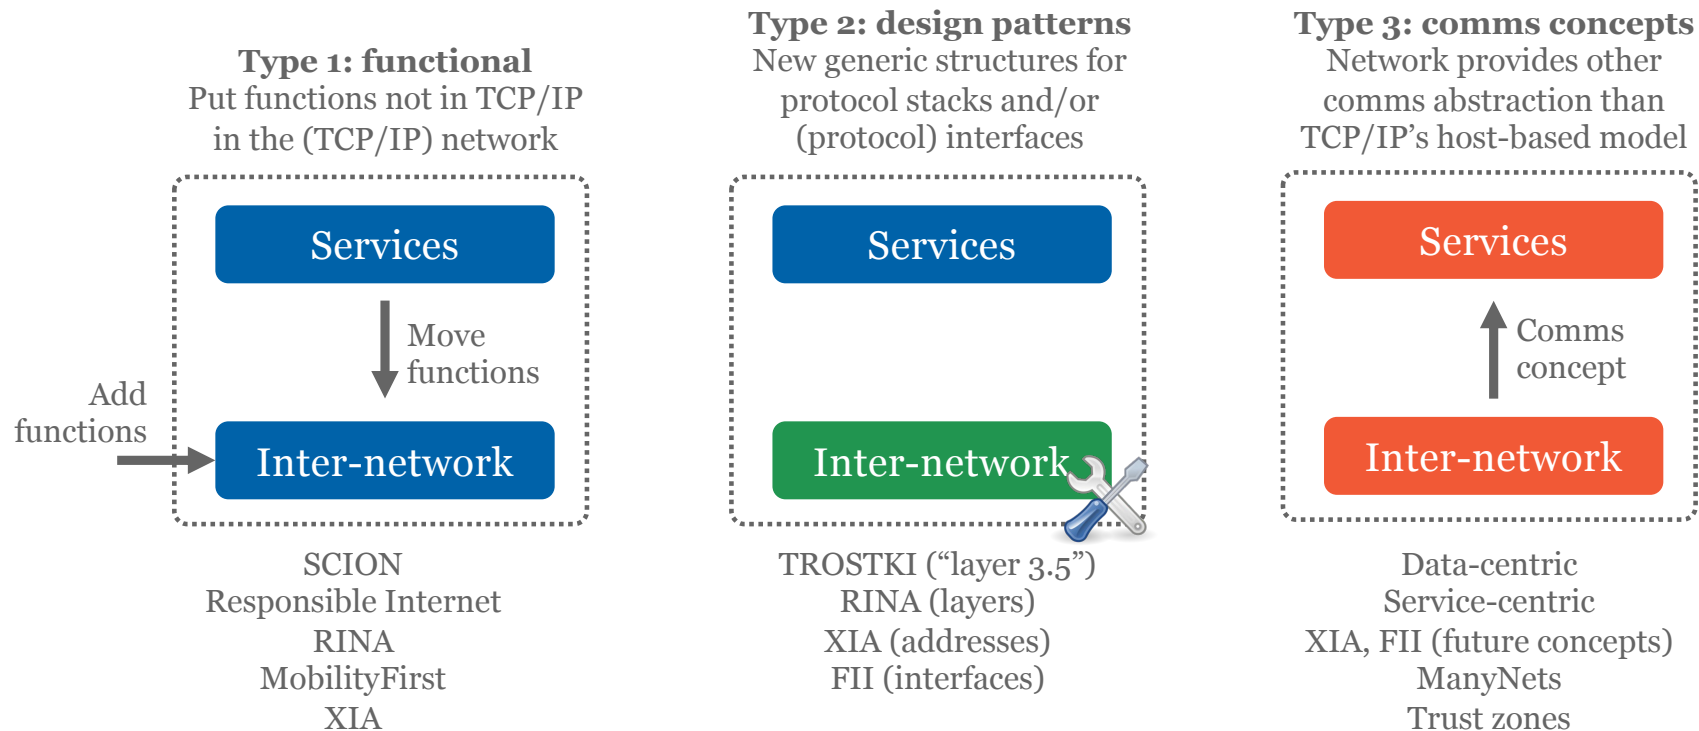 Type 1: functional
Put functions not in TCP/IP
in the (TCP/IP) network
Services
Move
functions
Add
functions
Inter-network
SCION
Responsible Internet
RINA
MobilityFirst
XIA
Type 2: design patterns
New generic structures for
protocol stacks and/or
(protocol) interfaces
Services
Inter-network
TROSTKI (“layer 3.5”)
RINA (layers)
XIA (addresses)
FII (interfaces)
Type 3: comms concepts
Network provides other
comms abstraction than
TCP/IP’s host-based model
Services
Comms
concept
Inter-network
Data-centric
Service-centric
XIA, FII (future concepts)
ManyNets
Trust zones